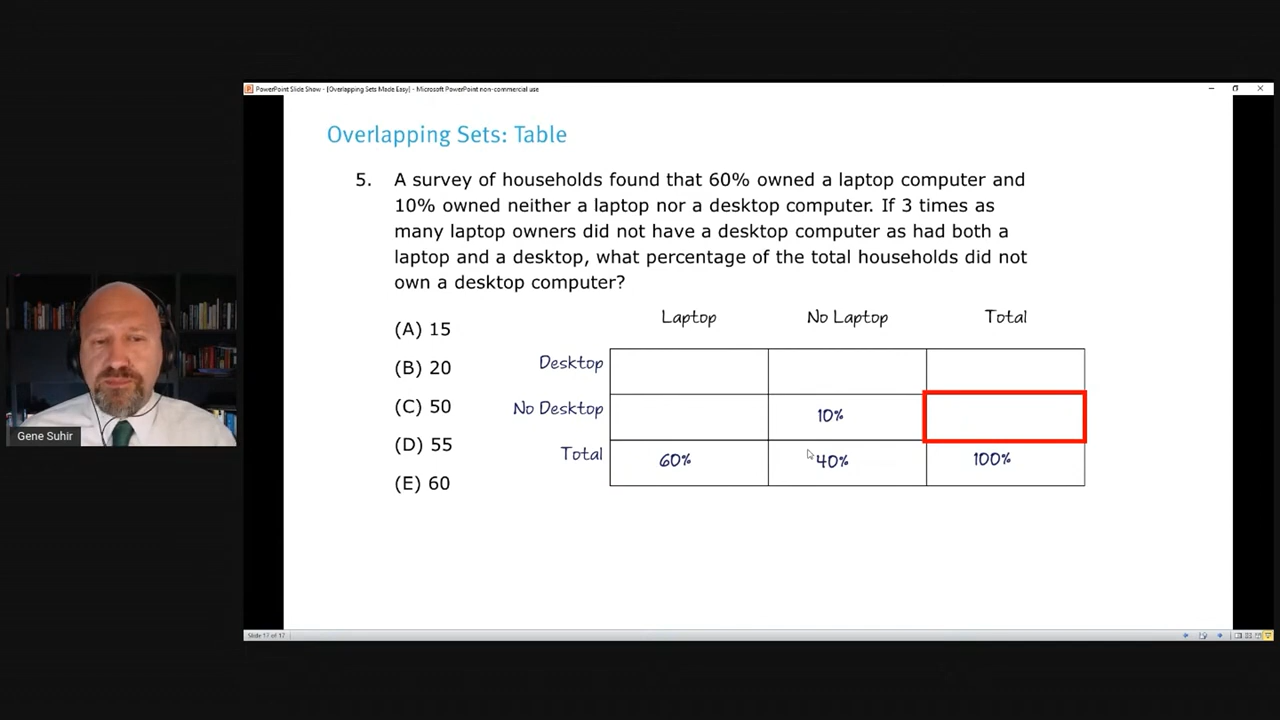 PowerPoint Slide Show - [Overlapping Sets Made Easy] - Microsoft PowerPoint non-commercial use
Overlapping Sets: Table
5. A survey of households found that 60% owned a laptop computer and
10% owned neither a laptop nor a desktop computer. If 3 times as
many laptop owners did not have a desktop computer as had both a
laptop and a desktop, what percentage of the total households did not
own a desktop computer?
(A) 15
(B) 20
(C) 50
(D) 55
(E) 60
Laptop No Laptop Total
Desktop
No Desktop 10%
Total 60% 40% 100%
Gene Suhir
Slide 17 of 17